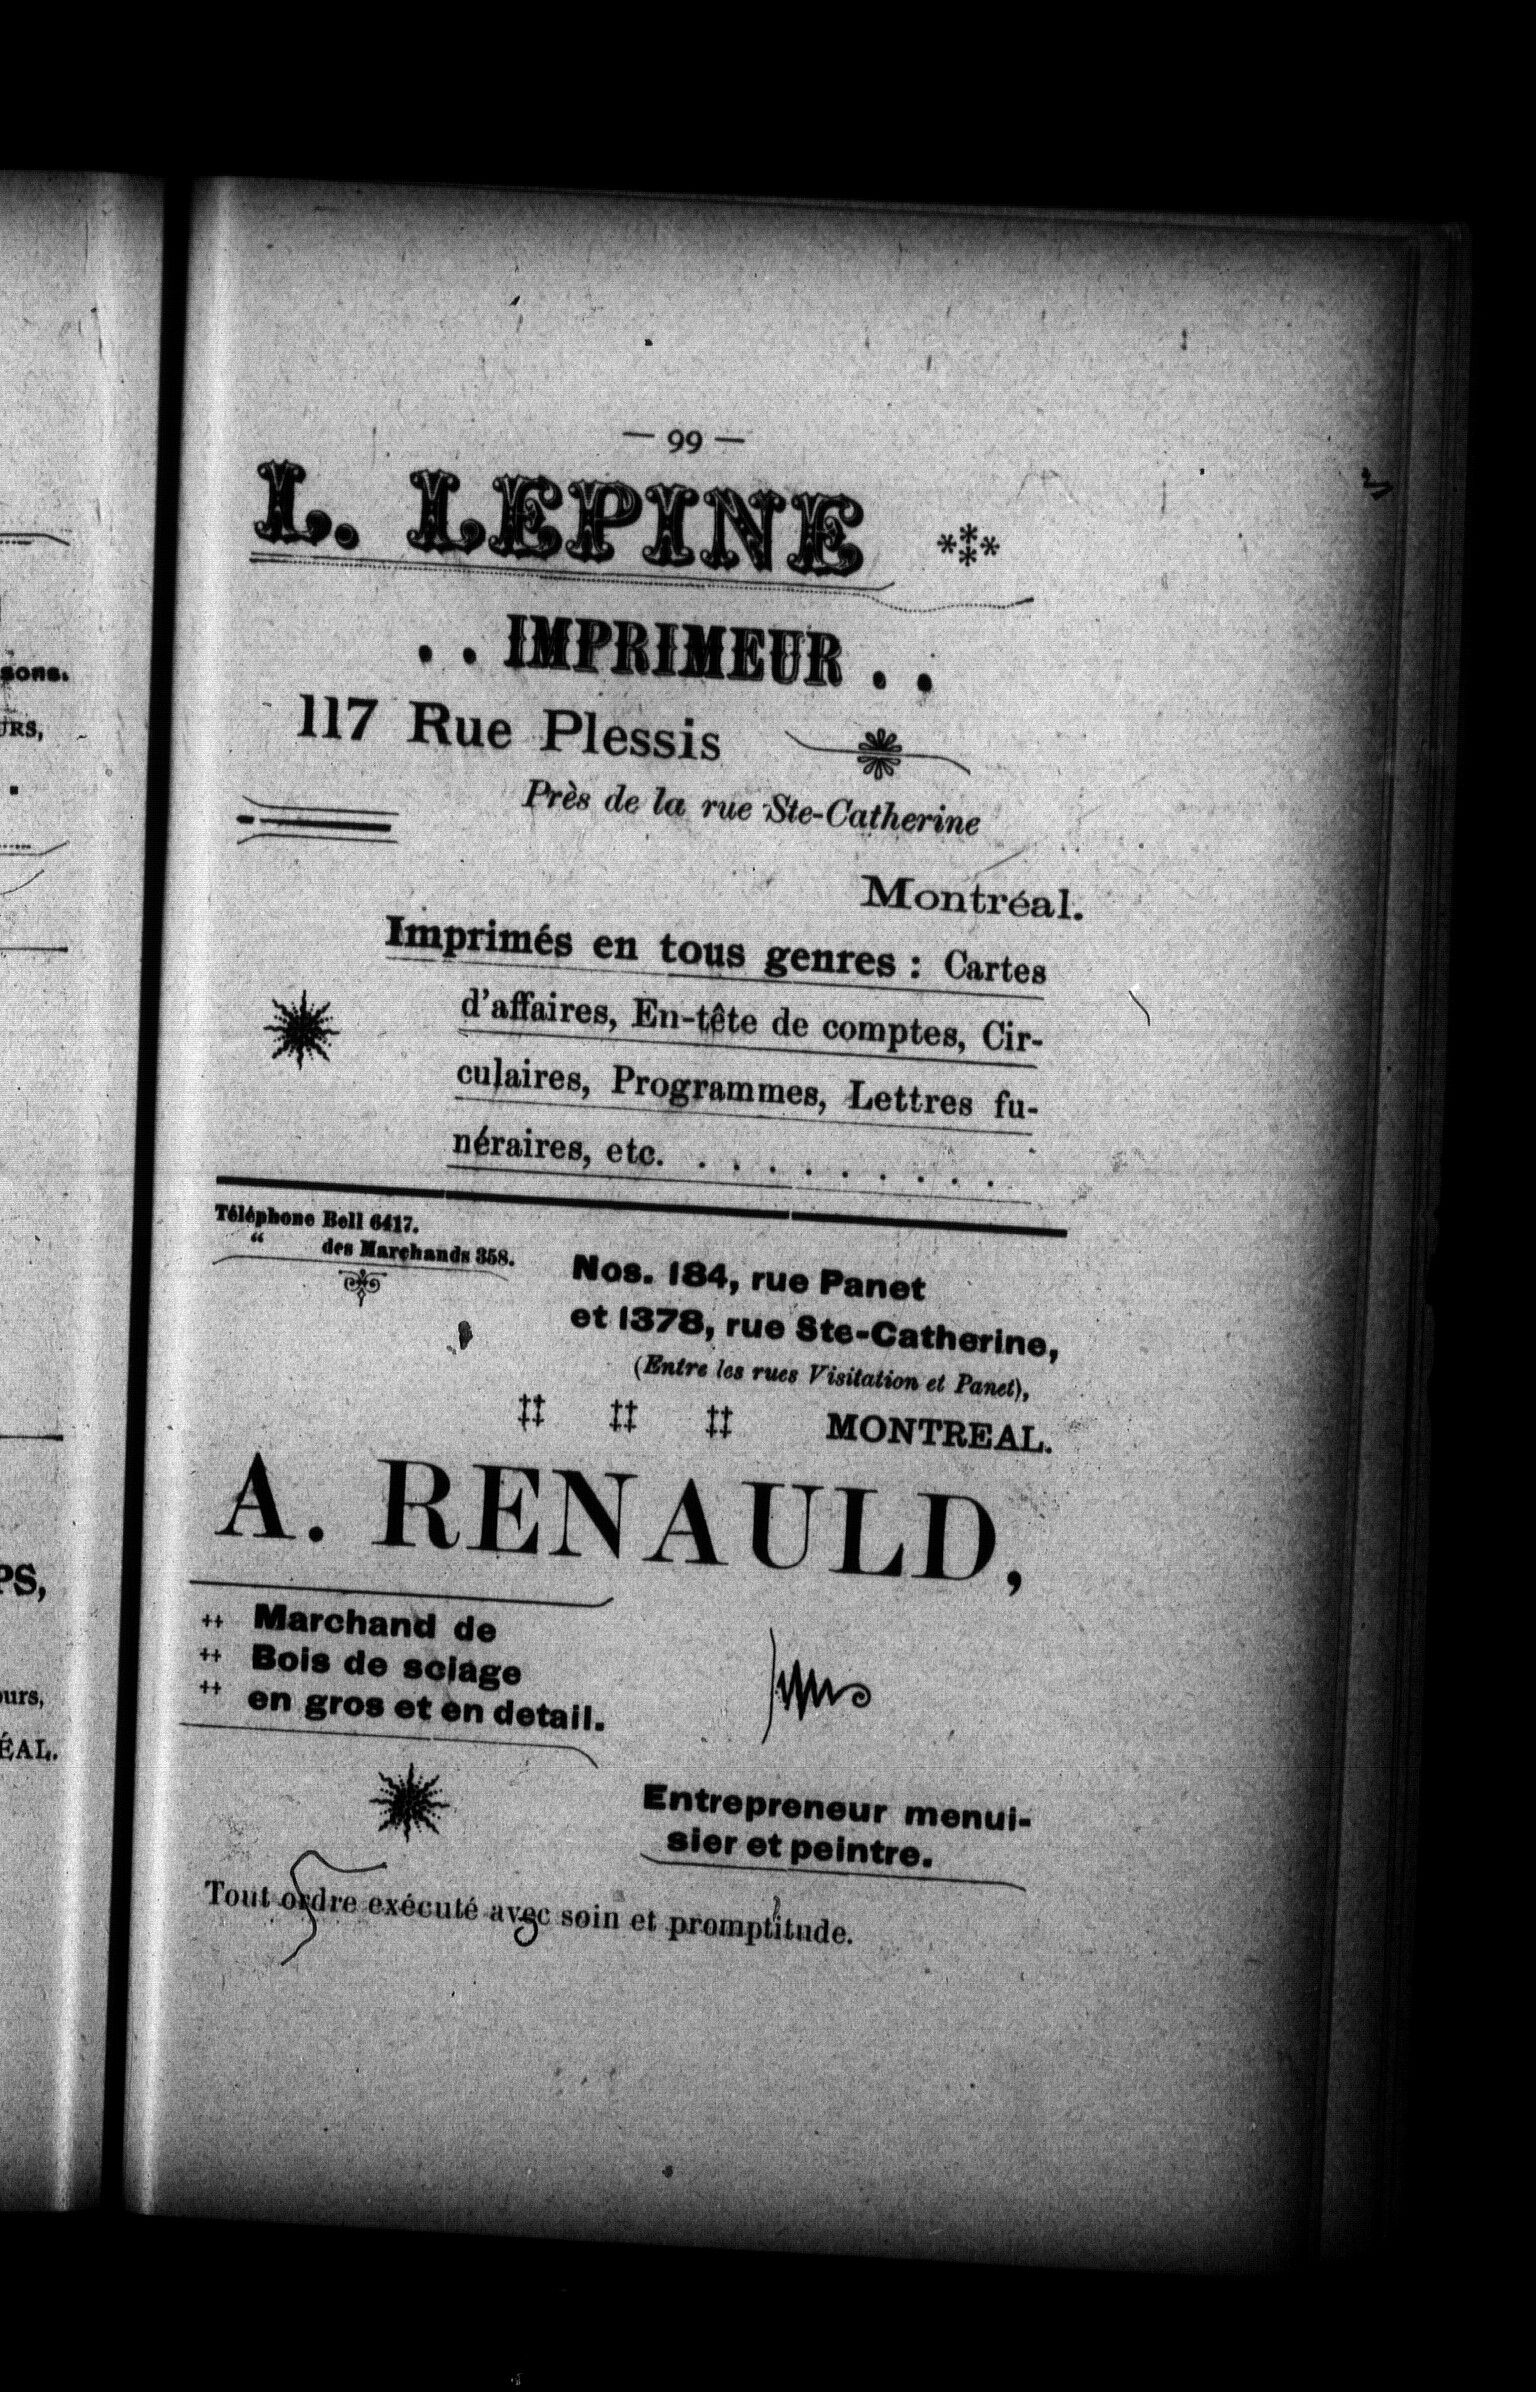 — 99 —
L. LEPINE
. . IMPRIMEUR . .
117 Rue Plessis
Près de la rue Ste-Catherine
Montréal.
Imprimés en tous genres : Cartes
d'affaires, En-tête de comptes, Cir-
culaires, Programmes, Lettres fu-
néraires, etc. . . . . . . . . .
Téléphone Bell 6417.
“ des Marchands 358.
Nos. 184, rue Panet
et 1378, rue Ste-Catherine,
(Entre les rues Visitation et Panet),
‡‡ ‡‡ ‡‡ MONTREAL.
A. RENAULD,
Marchand de
Bois de sciage
en gros et en detail.
Entrepreneur menui-
sier et peintre.
Tout ordre exécuté avec soin et promptitude.